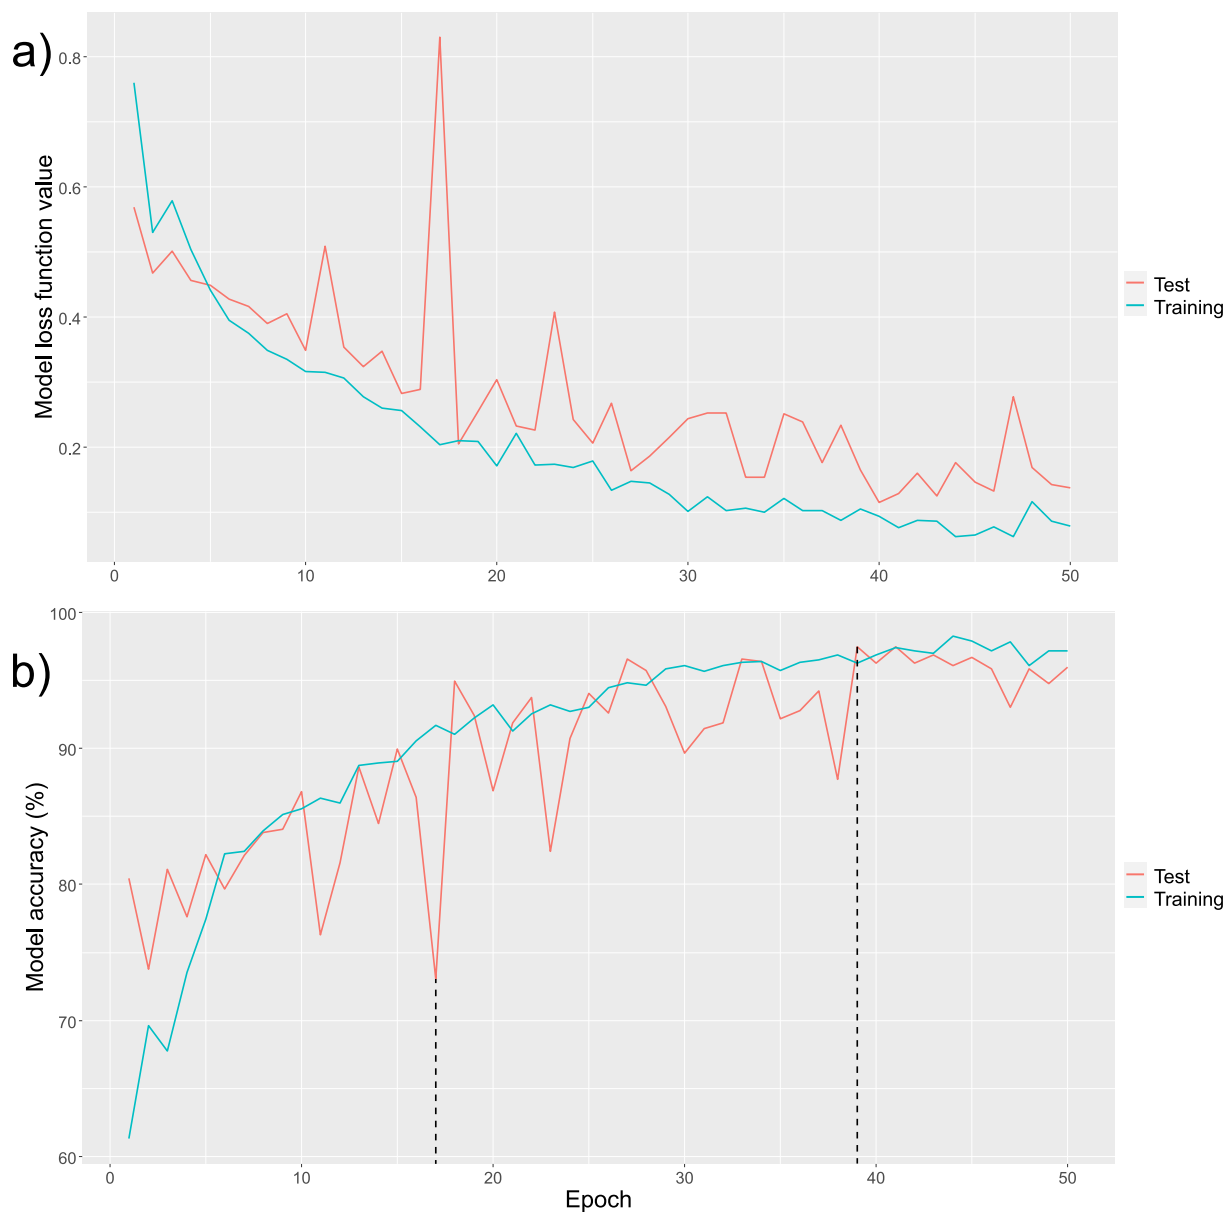 a)
Model loss function value
0.8
0.6
0.4
0.2
0 10 20 30 40 50
Test
Training
b)
Model accuracy (%)
100
90
80
70
60
0 10 20 30 40 50
Epoch
Test
Training